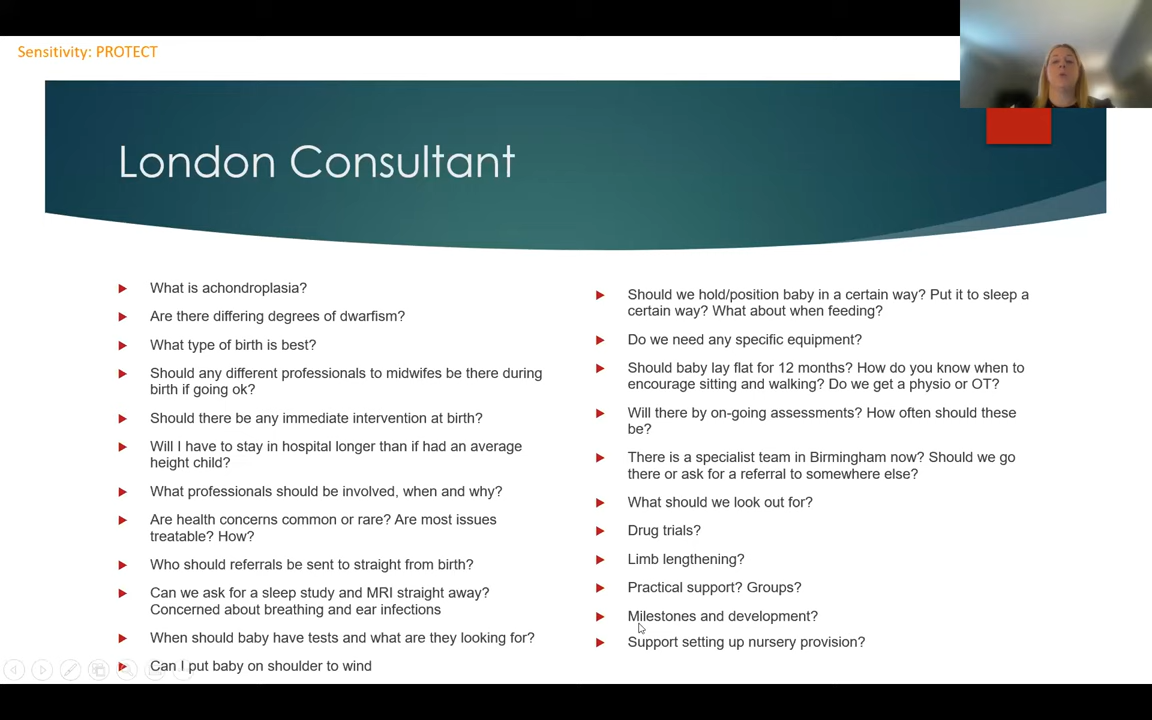 Sensitivity: PROTECT
London Consultant
What is achondroplasia?
Are there differing degrees of dwarfism?
What type of birth is best?
Should any different professionals to midwifes be there during
birth if going ok?
Should there be any immediate intervention at birth?
Will I have to stay in hospital longer than if had an average
height child?
What professionals should be involved, when and why?
Are health concerns common or rare? Are most issues
treatable? How?
Who should referrals be sent to straight from birth?
Can we ask for a sleep study and MRI straight away?
Concerned about breathing and ear infections
When should baby have tests and what are they looking for?
Can I put baby on shoulder to wind
Should we hold/position baby in a certain way? Put it to sleep a
certain way? What about when feeding?
Do we need any specific equipment?
Should baby lay flat for 12 months? How do you know when to
encourage sitting and walking? Do we get a physio or OT?
Will there by on-going assessments? How often should these
be?
There is a specialist team in Birmingham now? Should we go
there or ask for a referral to somewhere else?
What should we look out for?
Drug trials?
Limb lengthening?
Practical support? Groups?
Milestones and development?
Support setting up nursery provision?